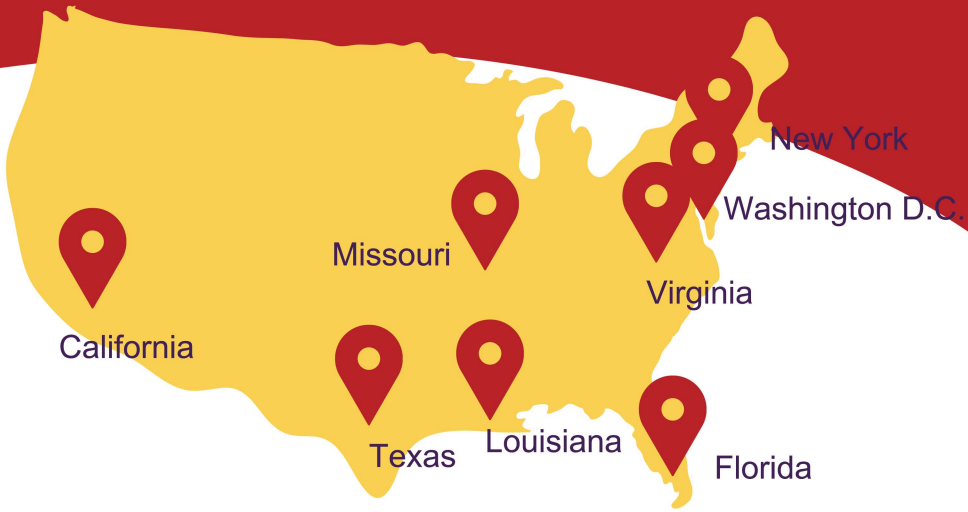 New York
Washington D.C.
Missouri
Virginia
California
Louisiana
Texas
Florida